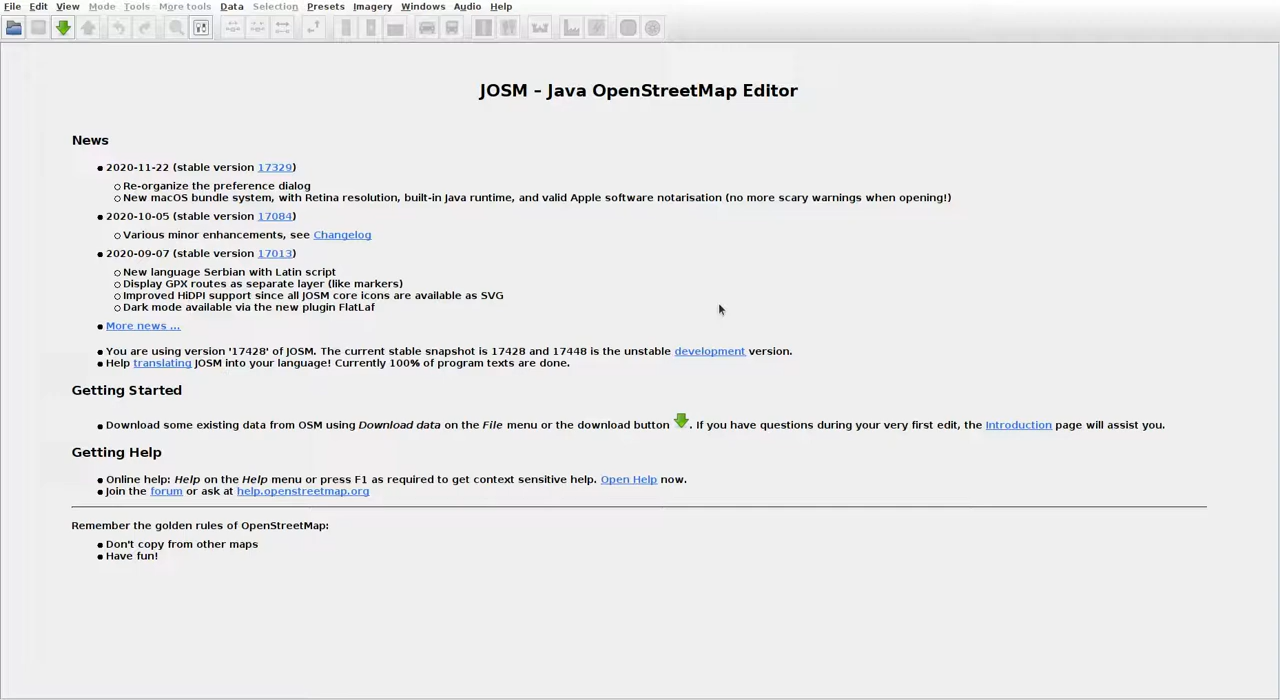 File Edit View Mode Tools More tools Data Selection Presets Imagery Windows Audio Help
JOSM – Java OpenStreetMap Editor
News
2020-11-22 (stable version 17329)
Re-organize the preference dialog
New macOS bundle system, with Retina resolution, built-in Java runtime, and valid Apple software notarisation (no more scary warnings when opening!)
2020-10-05 (stable version 17084)
Various minor enhancements, see Changelog
2020-09-07 (stable version 17013)
New language Serbian with Latin script
Display GPX routes as separate layer (like markers)
Improved HiDPI support since all JOSM core icons are available as SVG
Dark mode available via the new plugin FlatLaf
More news ...
You are using version '17428' of JOSM. The current stable snapshot is 17428 and 17448 is the unstable development version.
Help translating JOSM into your language! Currently 100% of program texts are done.
Getting Started
Download some existing data from OSM using Download data on the File menu or the download button . If you have questions during your very first edit, the Introduction page will assist you.
Getting Help
Online help: Help on the Help menu or press F1 as required to get context sensitive help. Open Help now.
Join the forum or ask at help.openstreetmap.org
Remember the golden rules of OpenStreetMap:
Don't copy from other maps
Have fun!